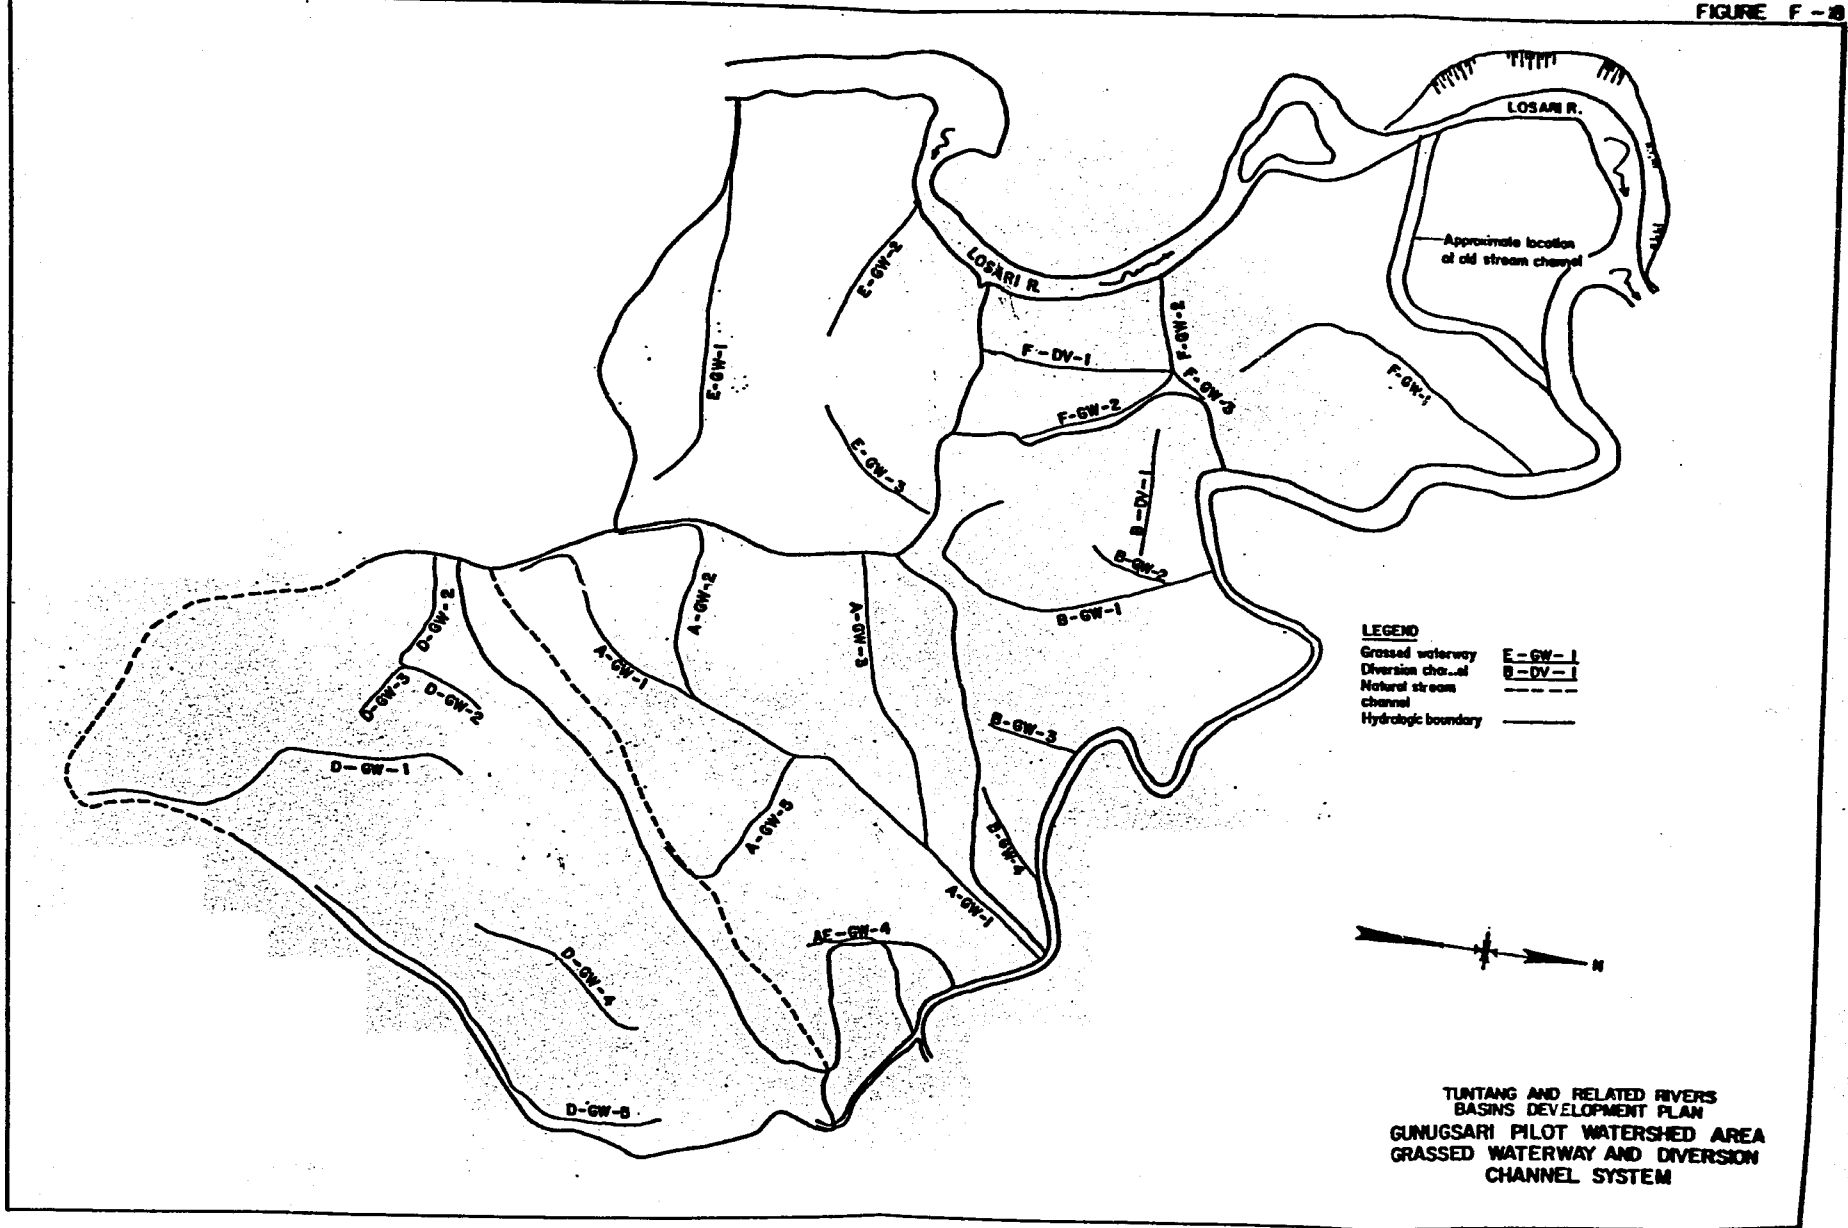 FIGURE F -
LOSARI R.
Approximate location
of old stream channel
LOSARI R.
E-GW-2
E-GW-1
F-GW-2
F-DV-1
F-GW-3
F-GW-2
F-GW-1
E-GW-3
B-DV-1
B-GW-2
B-GW-1
A-GW-2
A-GW-3
D-GW-2
A-GW-1
D-GW-3
D-GW-2
B-GW-3
D-GW-1
A-GW-5
B-GW-4
A-GW-1
AE-GW-4
D-GW-4
D-GW-5
LEGEND
Grassed waterway E-GW-1
Diversion B-DV-1
Natural stream
channel
Hydrologic boundary
N
TUNTANG AND RELATED RIVERS
BASINS DEVELOPMENT PLAN
GUNUGSARI PILOT WATERSHED AREA
GRASSED WATERWAY AND DIVERSION
CHANNEL SYSTEM